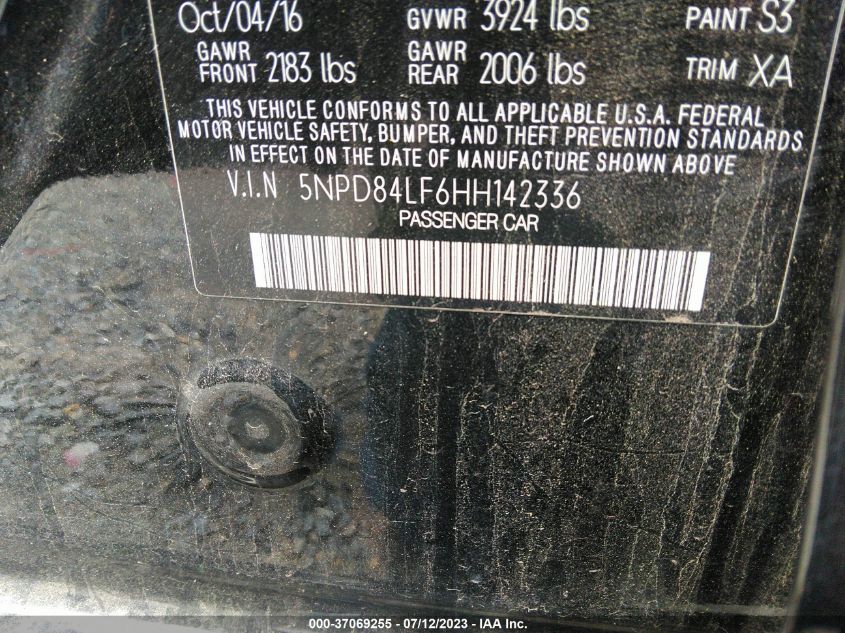 Oct/04/16 GVWR 3924 lbs PAINT S3
GAWR FRONT 2183 lbs GAWR REAR 2006 lbs TRIM XA
THIS VEHICLE CONFORMS TO ALL APPLICABLE U.S.A. FEDERAL
MOTOR VEHICLE SAFETY, BUMPER, AND THEFT PREVENTION STANDARDS
IN EFFECT ON THE DATE OF MANUFACTURE SHOWN ABOVE
V.I.N 5NPD84LF6HH142336
PASSENGER CAR
000-37069255 - 07/12/2023 - IAA Inc.